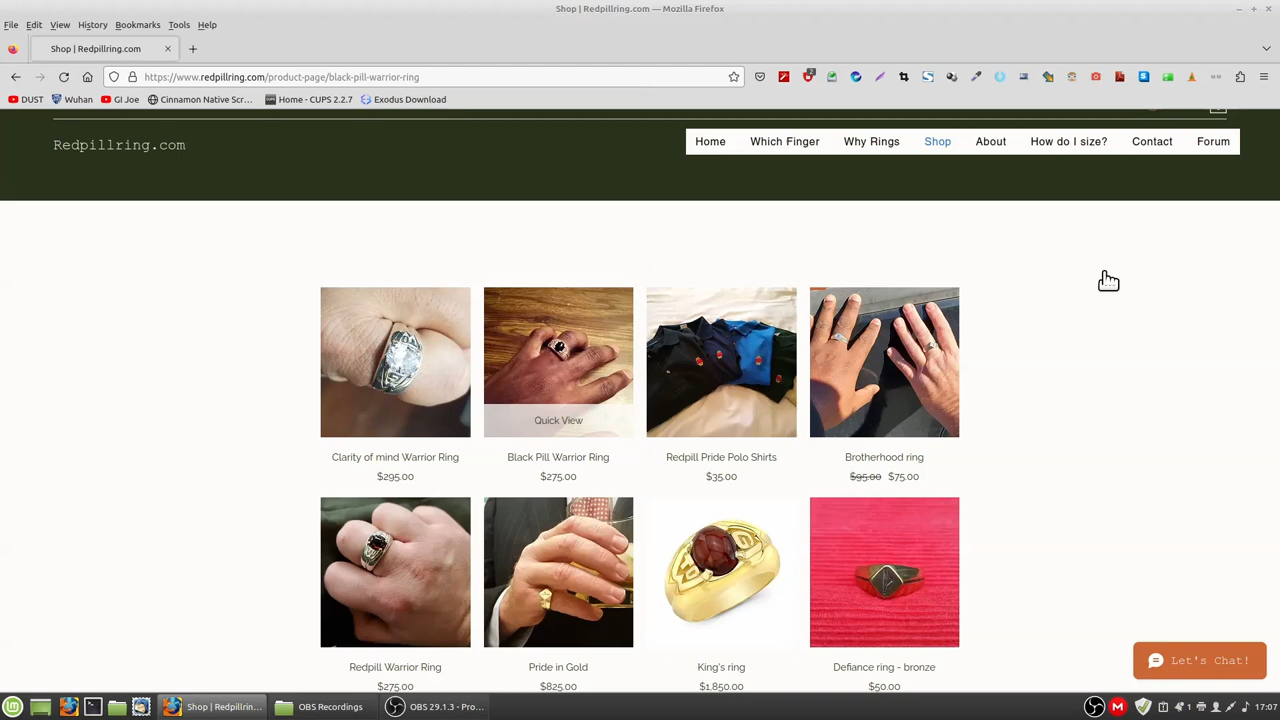 Shop | Redpillring.com — Mozilla Firefox
File Edit View History Bookmarks Tools Help
Shop | Redpillring.com
https://www.redpillring.com/product-page/black-pill-warrior-ring
DUST Wuhan GI Joe Cinnamon Native Scr... Home - CUPS 2.2.7 Exodus Download
Redpillring.com
Home Which Finger Why Rings Shop About How do I size? Contact Forum
Quick View
Clarity of mind Warrior Ring Black Pill Warrior Ring Redpill Pride Polo Shirts Brotherhood ring
$295.00 $275.00 $35.00 $95.00 $75.00
Redpill Warrior Ring Pride in Gold King's ring Defiance ring - bronze
$275.00 $825.00 $1,850.00 $50.00
Let's Chat!
Shop | Redpillrin... OBS Recordings OBS 29.1.3 - Pro... 1 17:07